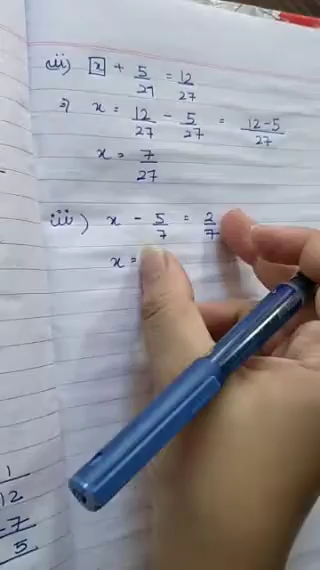 ii) x + 5/27 = 12/27
⇒ x = 12/27 - 5/27 = 12-5/27
x = 7/27
iii) x - 5/7 = 2/7
x =
1
12
-7
5